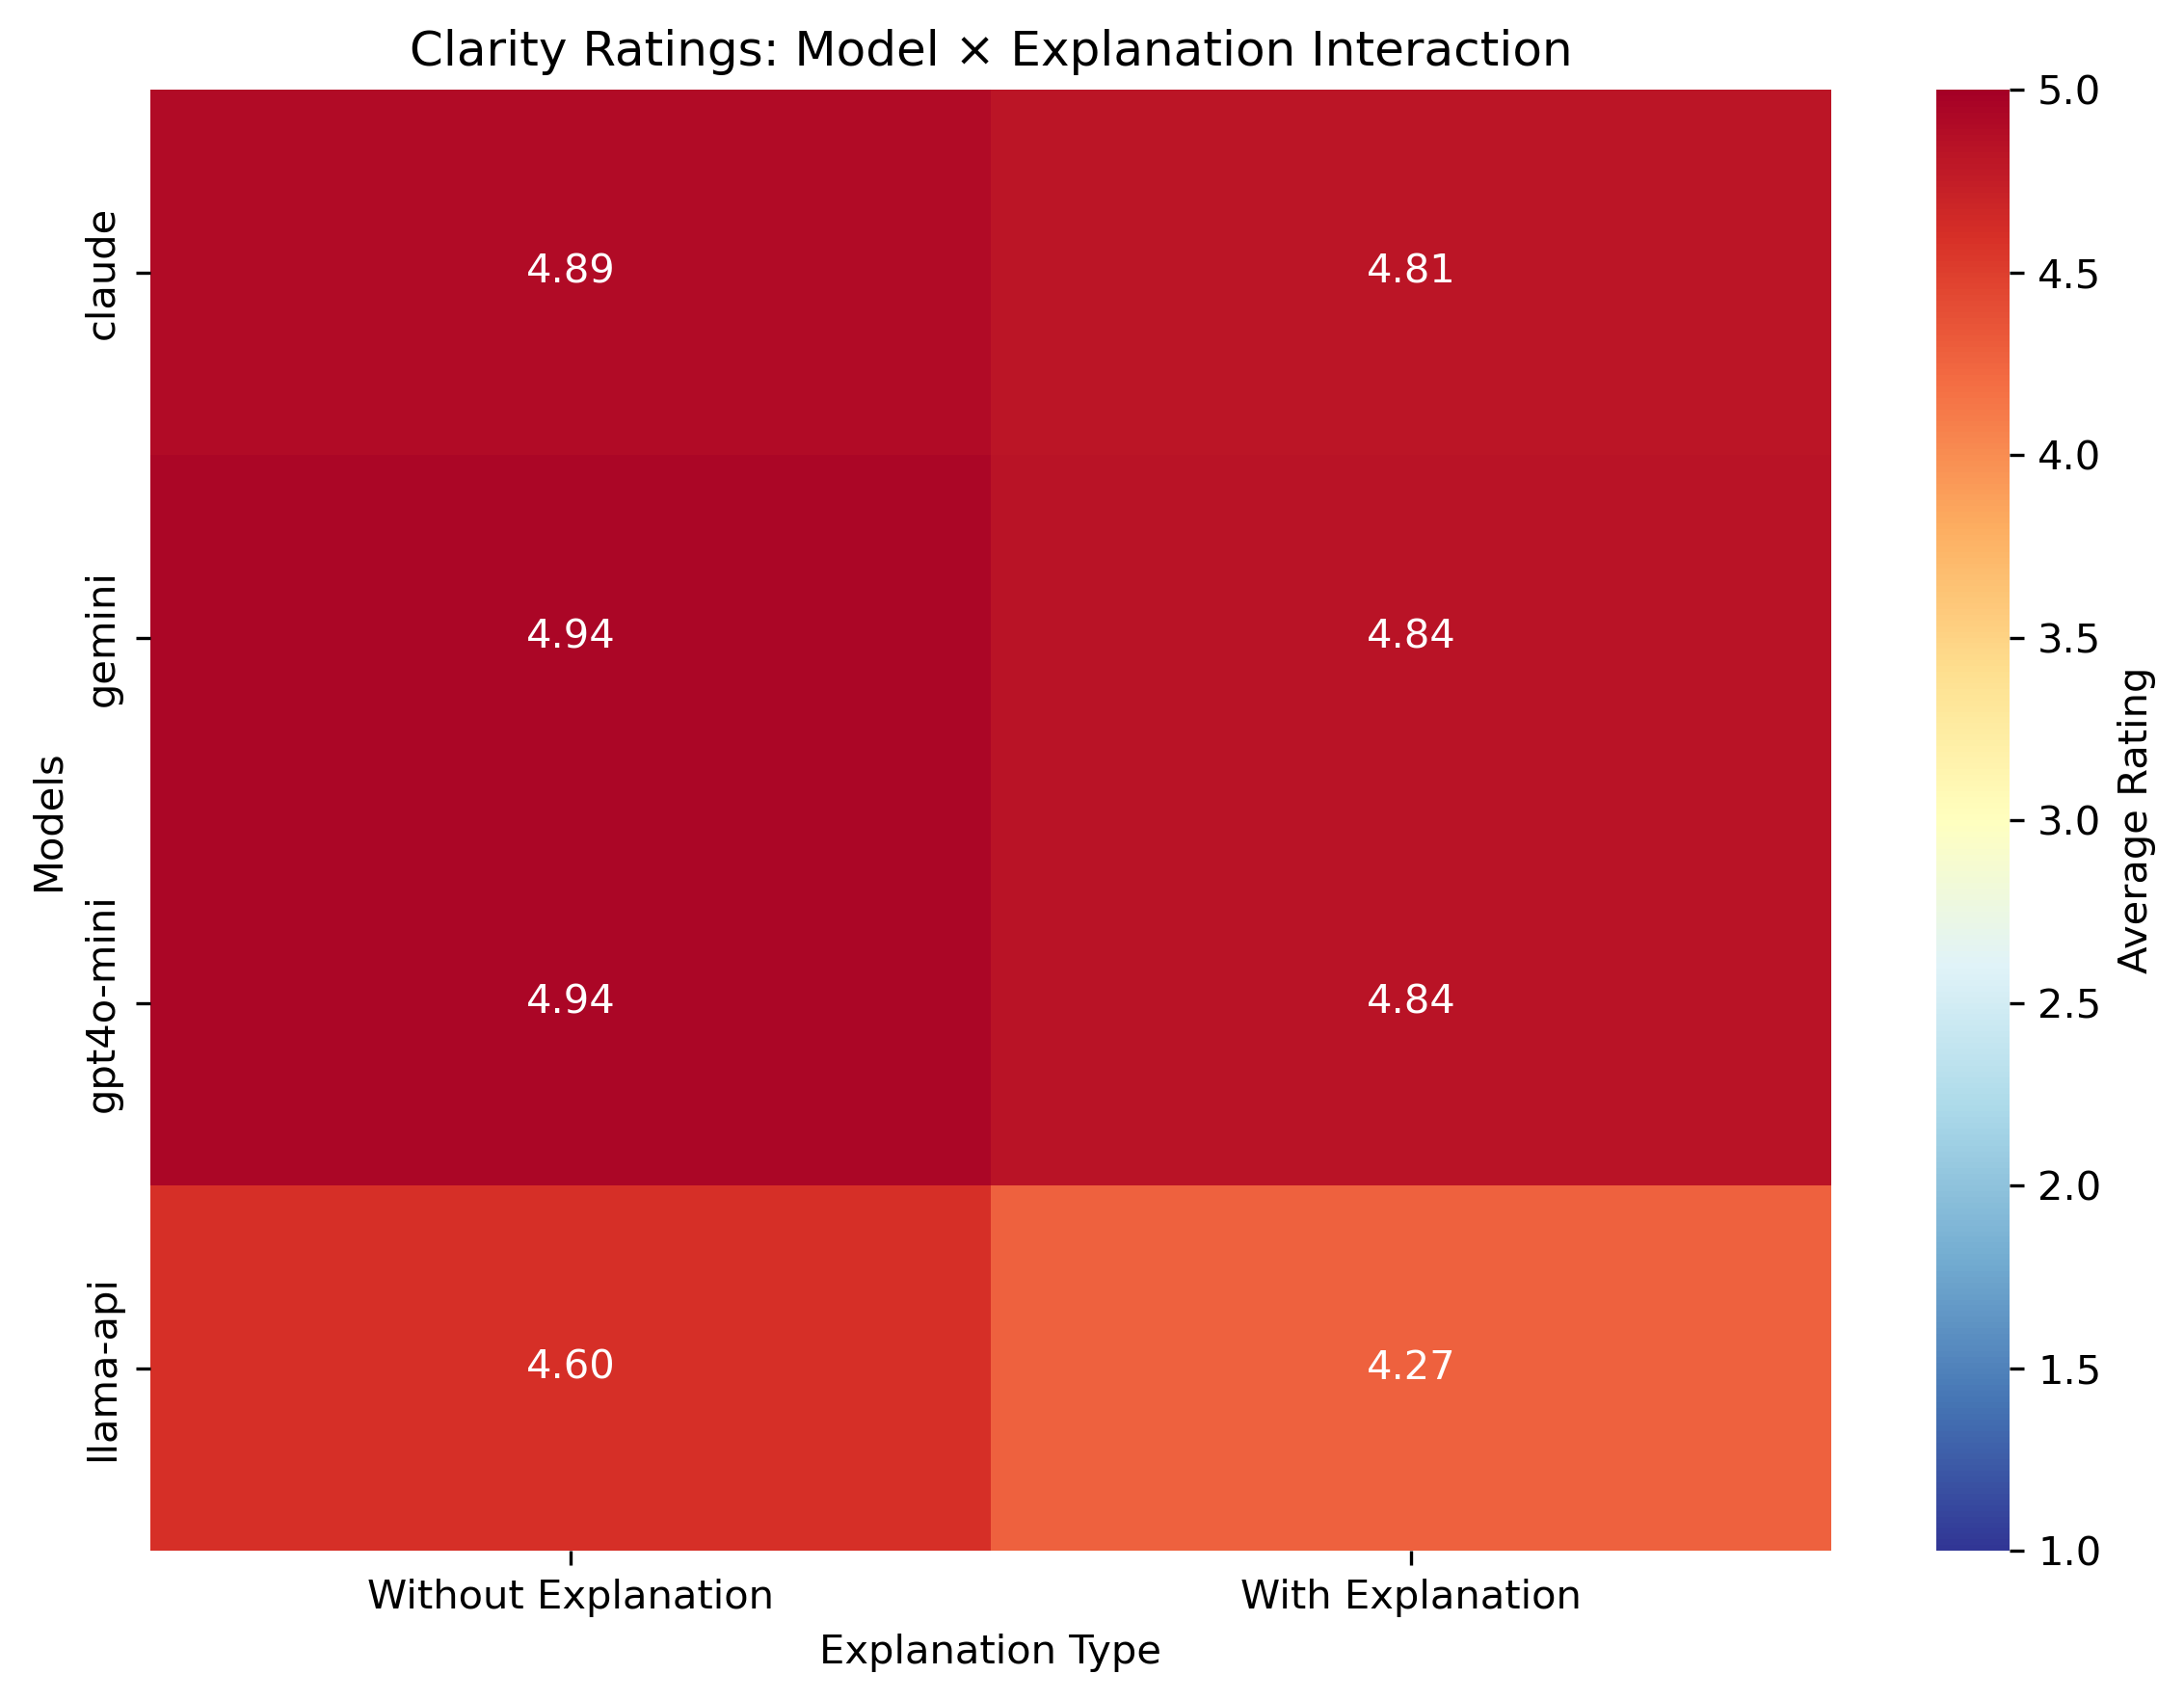 Clarity Ratings: Model × Explanation Interaction
Models
claude
gemini
gpt4o-mini
llama-api
4.89 4.81
4.94 4.84
4.94 4.84
4.60 4.27
Without Explanation With Explanation
Explanation Type
5.0
4.5
4.0
3.5
3.0
2.5
2.0
1.5
1.0
Average Rating